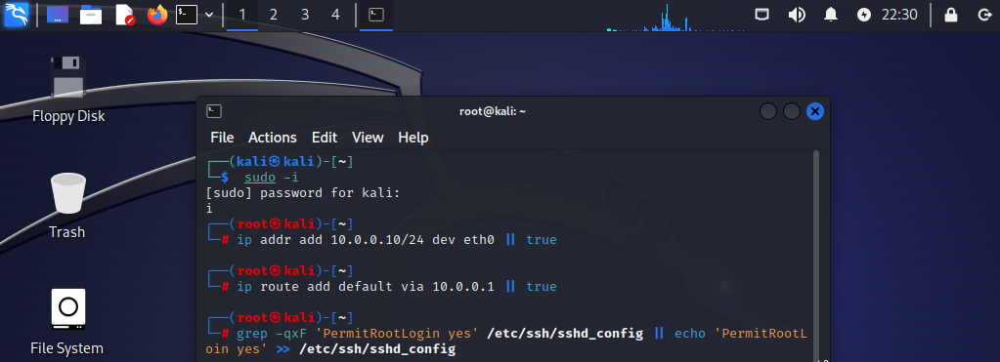 1 2 3 4 22:30
Floppy Disk
Trash
File System
root@kali: ~
File Actions Edit View Help
┌──(kali㉿kali)-[~]
└─$ sudo -i
[sudo] password for kali:
i
┌──(root㉿kali)-[~]
└─# ip addr add 10.0.0.10/24 dev eth0 || true
┌──(root㉿kali)-[~]
└─# ip route add default via 10.0.0.1 || true
┌──(root㉿kali)-[~]
└─# grep -qxF 'PermitRootLogin yes' /etc/ssh/sshd_config || echo 'PermitRootL
oin yes' >> /etc/ssh/sshd_config